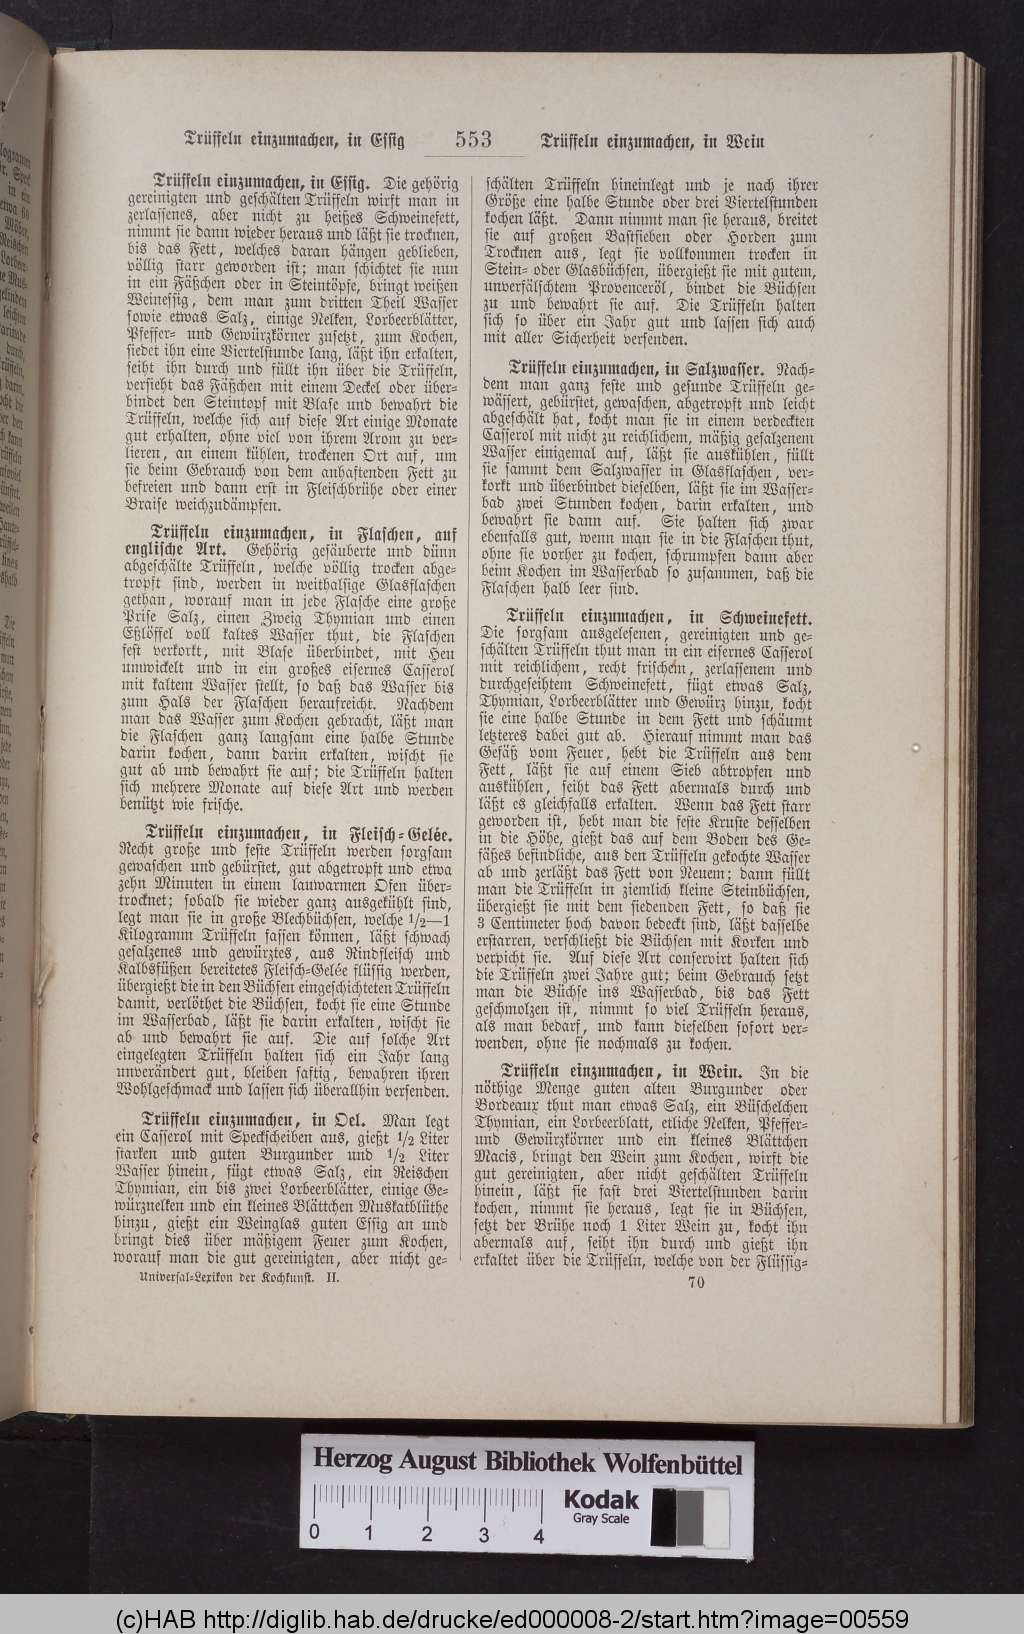 Trüffeln einzumachen, in Essig 553 Trüffeln einzumachen, in Wein
Trüffeln einzumachen, in Essig. Die gehörig
gereinigten und geschälten Trüffeln wirft man in
zerlassenes, aber nicht zu heißes Schweinefett,
nimmt sie dann wieder heraus und läßt sie trocknen,
bis das Fett, welches daran hängen geblieben,
völlig starr geworden ist; man schichtet sie nun
in ein Fäßchen oder in Steintöpfe, bringt weißen
Weinessig, dem man zum dritten Theil Wasser
sowie etwas Salz, einige Nelken, Lorbeerblätter,
Pfeffer- und Gewürzkörner zusetzt, zum Kochen,
siedet ihn eine Viertelstunde lang, läßt ihn erkalten,
seiht ihn durch und füllt ihn über die Trüffeln,
versieht das Fäßchen mit einem Deckel oder über-
bindet den Steintopf mit Blase und bewahrt die
Trüffeln, welche sich auf diese Art einige Monate
gut erhalten, ohne viel von ihrem Arom zu ver-
lieren, an einem kühlen, trockenen Ort auf, um
sie beim Gebrauch von dem anhaftenden Fett zu
befreien und dann erst in Fleischbrühe oder einer
Braise weichzudämpfen.
Trüffeln einzumachen, in Flaschen, auf
englische Art. Gehörig gesäuberte und dünn
abgeschälte Trüffeln, welche völlig trocken abge-
tropft sind, werden in weithalsige Glasflaschen
gethan, worauf man in jede Flasche eine große
Prise Salz, einen Zweig Thymian und einen
Eßlöffel voll kaltes Wasser thut, die Flaschen
fest verkorkt, mit Blase überbindet, mit Heu
umwickelt und in ein großes eisernes Casserol
mit kaltem Wasser stellt, so daß das Wasser bis
zum Hals der Flaschen heraufreicht. Nachdem
man das Wasser zum Kochen gebracht, läßt man
die Flaschen ganz langsam eine halbe Stunde
darin kochen, dann darin erkalten, wischt sie
gut ab und bewahrt sie auf; die Trüffeln halten
sich mehrere Monate auf diese Art und werden
benützt wie frische.
Trüffeln einzumachen, in Fleisch-Gelée.
Recht große und feste Trüffeln werden sorgsam
gewaschen und gebürstet, gut abgetropft und etwa
zehn Minuten in einem lauwarmen Ofen über-
trocknet; sobald sie wieder ganz ausgekühlt sind,
legt man sie in große Blechbüchsen, welche 1/2—1
Kilogramm Trüffeln fassen können, läßt schwach
gesalzenes und gewürztes, aus Rindfleisch und
Kalbsfüßen bereitetes Fleisch-Gelée flüssig werden,
übergießt die in den Büchsen eingeschichteten Trüffeln
damit, verlöthet die Büchsen, kocht sie eine Stunde
im Wasserbad, läßt sie darin erkalten, wischt sie
ab und bewahrt sie auf. Die auf solche Art
eingelegten Trüffeln halten sich ein Jahr lang
unverändert gut, bleiben saftig, bewahren ihren
Wohlgeschmack und lassen sich überallhin versenden.
Trüffeln einzumachen, in Oel. Man legt
ein Casserol mit Speckscheiben aus, gießt 1/2 Liter
starken und guten Burgunder und 1/2 Liter
Wasser hinein, fügt etwas Salz, ein Reischen
Thymian, ein bis zwei Lorbeerblätter, einige Ge-
würznelken und ein kleines Blättchen Muskatblüthe
hinzu, gießt ein Weinglas guten Essig an und
bringt dies über mäßigem Feuer zum Kochen,
worauf man die gut gereinigten, aber nicht ge-
Universal-Lexikon der Kochkunst. II.
schälten Trüffeln hineinlegt und je nach ihrer
Größe eine halbe Stunde oder drei Viertelstunden
kochen läßt. Dann nimmt man sie heraus, breitet
sie auf großen Bastsieben oder Horden zum
Trocknen aus, legt sie vollkommen trocken in
Stein- oder Glasbüchsen, übergießt sie mit gutem,
unverfälschtem Provenceröl, bindet die Büchsen
zu und bewahrt sie auf. Die Trüffeln halten
sich so über ein Jahr gut und lassen sich auch
mit aller Sicherheit versenden.
Trüffeln einzumachen, in Salzwasser. Nach-
dem man ganz feste und gesunde Trüffeln ge-
wässert, gebürstet, gewaschen, abgetropft und leicht
abgeschält hat, kocht man sie in einem verdeckten
Casserol mit nicht zu reichlichem, mäßig gesalzenem
Wasser einigemal auf, läßt sie auskühlen, füllt
sie sammt dem Salzwasser in Glasflaschen, ver-
korkt und überbindet dieselben, läßt sie im Wasser-
bad zwei Stunden kochen, darin erkalten, und
bewahrt sie dann auf. Sie halten sich zwar
ebenfalls gut, wenn man sie in die Flaschen thut,
ohne sie vorher zu kochen, schrumpfen dann aber
beim Kochen im Wasserbad so zusammen, daß die
Flaschen halb leer sind.
Trüffeln einzumachen, in Schweinefett.
Die sorgsam ausgelesenen, gereinigten und ge-
schälten Trüffeln thut man in ein eisernes Casserol
mit reichlichem, recht frischem, zerlassenem und
durchgeseihtem Schweinefett, fügt etwas Salz,
Thymian, Lorbeerblätter und Gewürz hinzu, kocht
sie eine halbe Stunde in dem Fett und schäumt
letzteres dabei gut ab. Hierauf nimmt man das
Gefäß vom Feuer, hebt die Trüffeln aus dem
Fett, läßt sie auf einem Sieb abtropfen und
auskühlen, seiht das Fett abermals durch und
läßt es gleichfalls erkalten. Wenn das Fett starr
geworden ist, hebt man die feste Kruste desselben
in die Höhe, gießt das auf dem Boden des Ge-
fäßes befindliche, aus den Trüffeln gekochte Wasser
ab und zerläßt das Fett von Neuem; dann füllt
man die Trüffeln in ziemlich kleine Steinbüchsen,
übergießt sie mit dem siedenden Fett, so daß sie
3 Centimeter hoch davon bedeckt sind, läßt dasselbe
erstarren, verschließt die Büchsen mit Korken und
verpicht sie. Auf diese Art conservirt halten sich
die Trüffeln zwei Jahre gut; beim Gebrauch setzt
man die Büchse ins Wasserbad, bis das Fett
geschmolzen ist, nimmt so viel Trüffeln heraus,
als man bedarf, und kann dieselben sofort ver-
wenden, ohne sie nochmals zu kochen.
Trüffeln einzumachen, in Wein. In die
nöthige Menge guten alten Burgunder oder
Bordeaux thut man etwas Salz, ein Büschelchen
Thymian, ein Lorbeerblatt, etliche Nelken, Pfeffer-
und Gewürzkörner und ein kleines Blättchen
Macis, bringt den Wein zum Kochen, wirft die
gut gereinigten, aber nicht geschälten Trüffeln
hinein, läßt sie fast drei Viertelstunden darin
kochen, nimmt sie heraus, legt sie in Büchsen,
setzt der Brühe noch 1 Liter Wein zu, kocht ihn
abermals auf, seiht ihn durch und gießt ihn
erkaltet über die Trüffeln, welche von der Flüssig-
70
Herzog August Bibliothek Wolfenbüttel
0 1 2 3 4
Kodak
Gray Scale
(c)HAB http://diglib.hab.de/drucke/ed000008-2/start.htm?image=00559